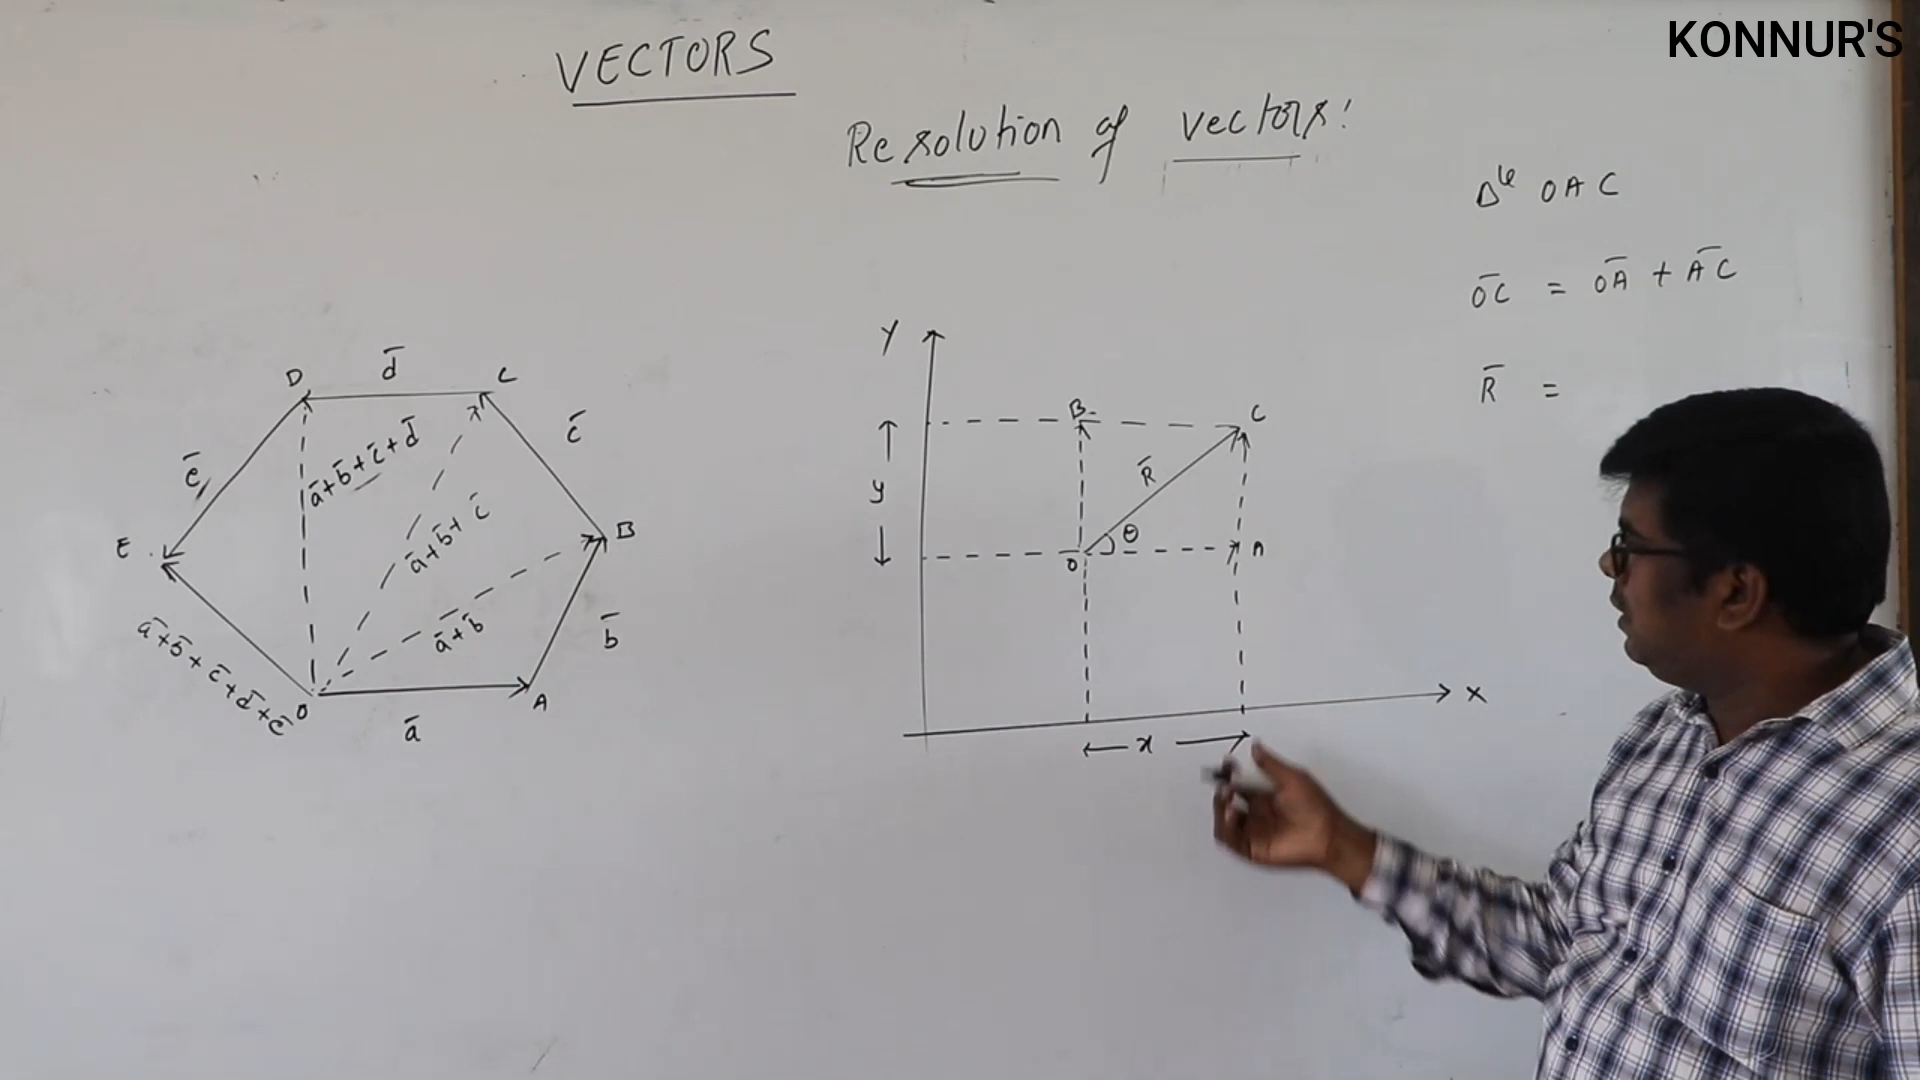 KONNUR'S
VECTORS
Resolution of vectors:
Δle OAC
O̅C = O̅A + A̅C
R̅ =
Y
B
C
R̅
y
θ
O
A
X
x
d̅
D
C
c̅
a̅+b̅+c̅+d̅
e̅
a̅+b̅+c̅
E
B
a̅+b̅
b̅
a̅+b̅+c̅+d̅+e̅
O
A
a̅